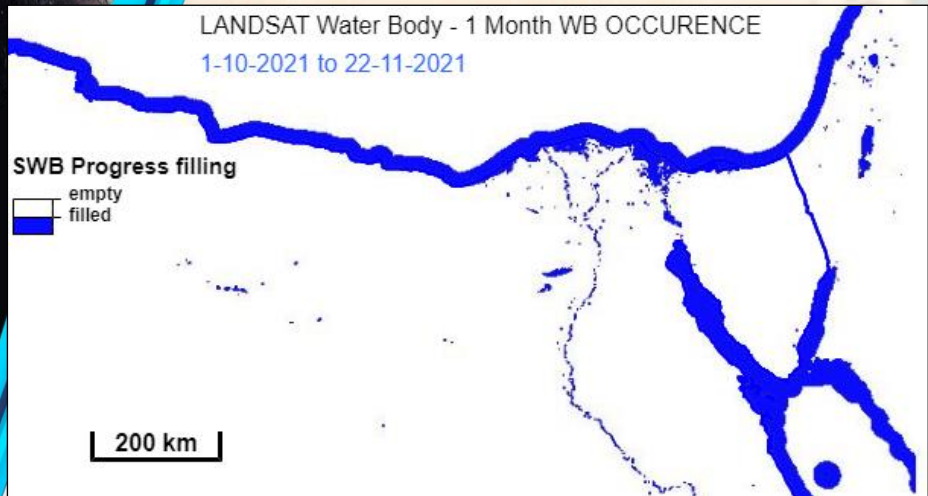 LANDSAT Water Body - 1 Month WB OCCURENCE
1-10-2021 to 22-11-2021
SWB Progress filling
empty
filled
200 km